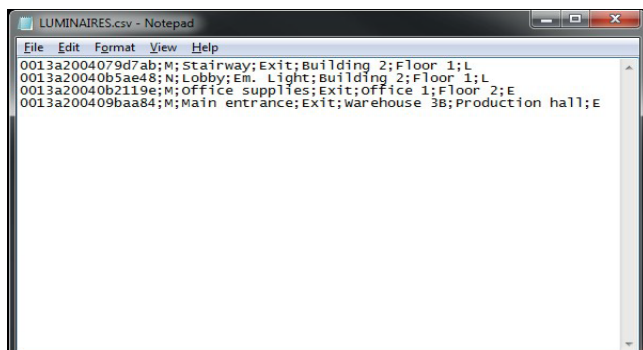 LUMINAIRES.csv - Notepad
File Edit Format View Help
0013a2004079d7ab;M;Stairway;Exit;Building 2;Floor 1;L
0013a20040b5ae48;N;Lobby;Em. Light;Building 2;Floor 1;L
0013a20040b2119e;M;Office supplies;Exit;Office 1;Floor 2;E
0013a200409baa84;M;Main entrance;Exit;Warehouse 3B;Production hall;E